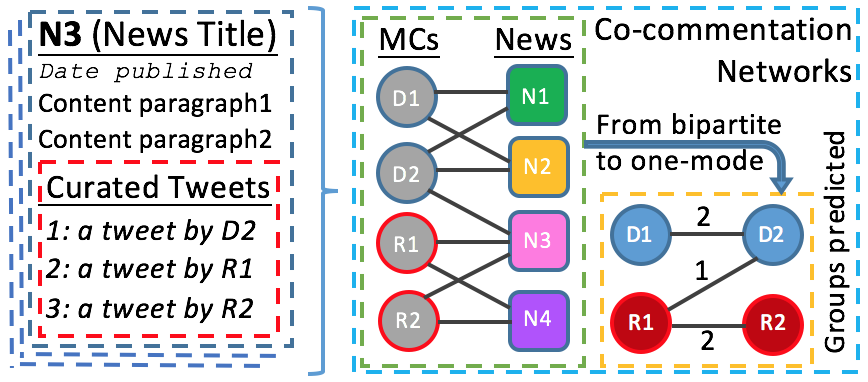 N3 (News Title)
Date published
Content paragraph1
Content paragraph2
Curated Tweets
1: a tweet by D2
2: a tweet by R1
3: a tweet by R2
MCs
News
D1
N1
D2
N2
R1
N3
R2
N4
Co-commentation
Networks
From bipartite
to one-mode
D1
2
D2
1
R1
2
R2
Groups predicted